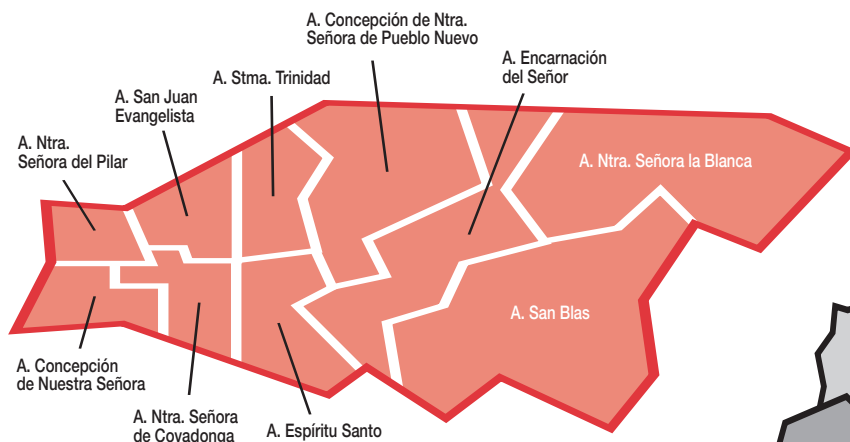 A. Concepción de Ntra.
Señora de Pueblo Nuevo
A. Encarnación
del Señor
A. Stma. Trinidad
A. San Juan
Evangelista
A. Ntra.
Señora del Pilar
A. Ntra. Señora la Blanca
A. San Blas
A. Concepción
de Nuestra Señora
A. Ntra. Señora
de Covadonga
A. Espíritu Santo